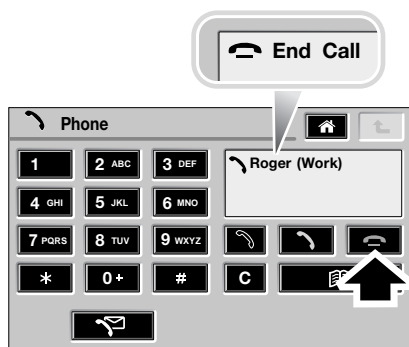 End Call
Phone
1 2 ABC 3 DEF
Roger (Work)
4 GHI 5 JKL 6 MNO
7 PQRS 8 TUV 9 WXYZ
* 0 + # C